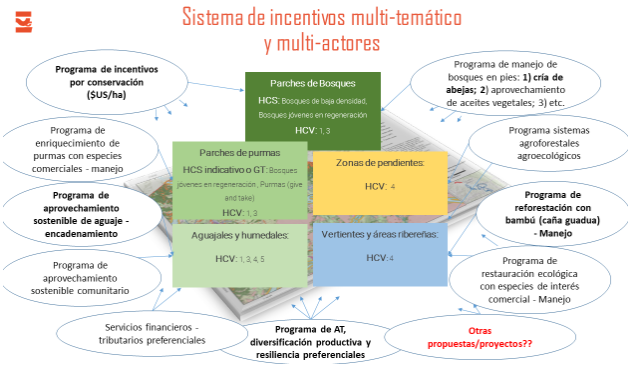 Sistema de incentivos multi-temático
y multi-actores
Programa de incentivos
por conservación
($US/ha)
Parches de Bosques
HCS: Bosques de baja densidad,
Bosques jóvenes en regeneración
HCV: 1, 3
Programa de manejo de
bosques en pies: 1) cría de
abejas; 2) aprovechamiento
de aceites vegetales; 3) etc.
Programa de
enriquecimiento de
purmas con especies
comerciales - manejo
Parches de purmas
HCS indicativo o GT: Bosques
jóvenes en regeneración, Purmas (give
and take)
HCV: 1, 3
Zonas de pendientes:
HCV: 4
Programa sistemas
agroforestales
agroecológicos
Programa de
aprovechamiento
sostenible de aguaje -
encadenamiento
Aguajales y humedales:
HCV: 1, 3, 4, 5
Vertientes y áreas ribereñas:
HCV:4
Programa de
reforestación con
bambú (caña guadua)
- Manejo
Programa de
aprovechamiento
sostenible comunitario
Programa de
restauración ecológica
con especies de interés
comercial - Manejo
Servicios financieros -
tributarios preferenciales
Programa de AT,
diversificación productiva y
resiliencia preferenciales
Otras
propuestas/proyectos??